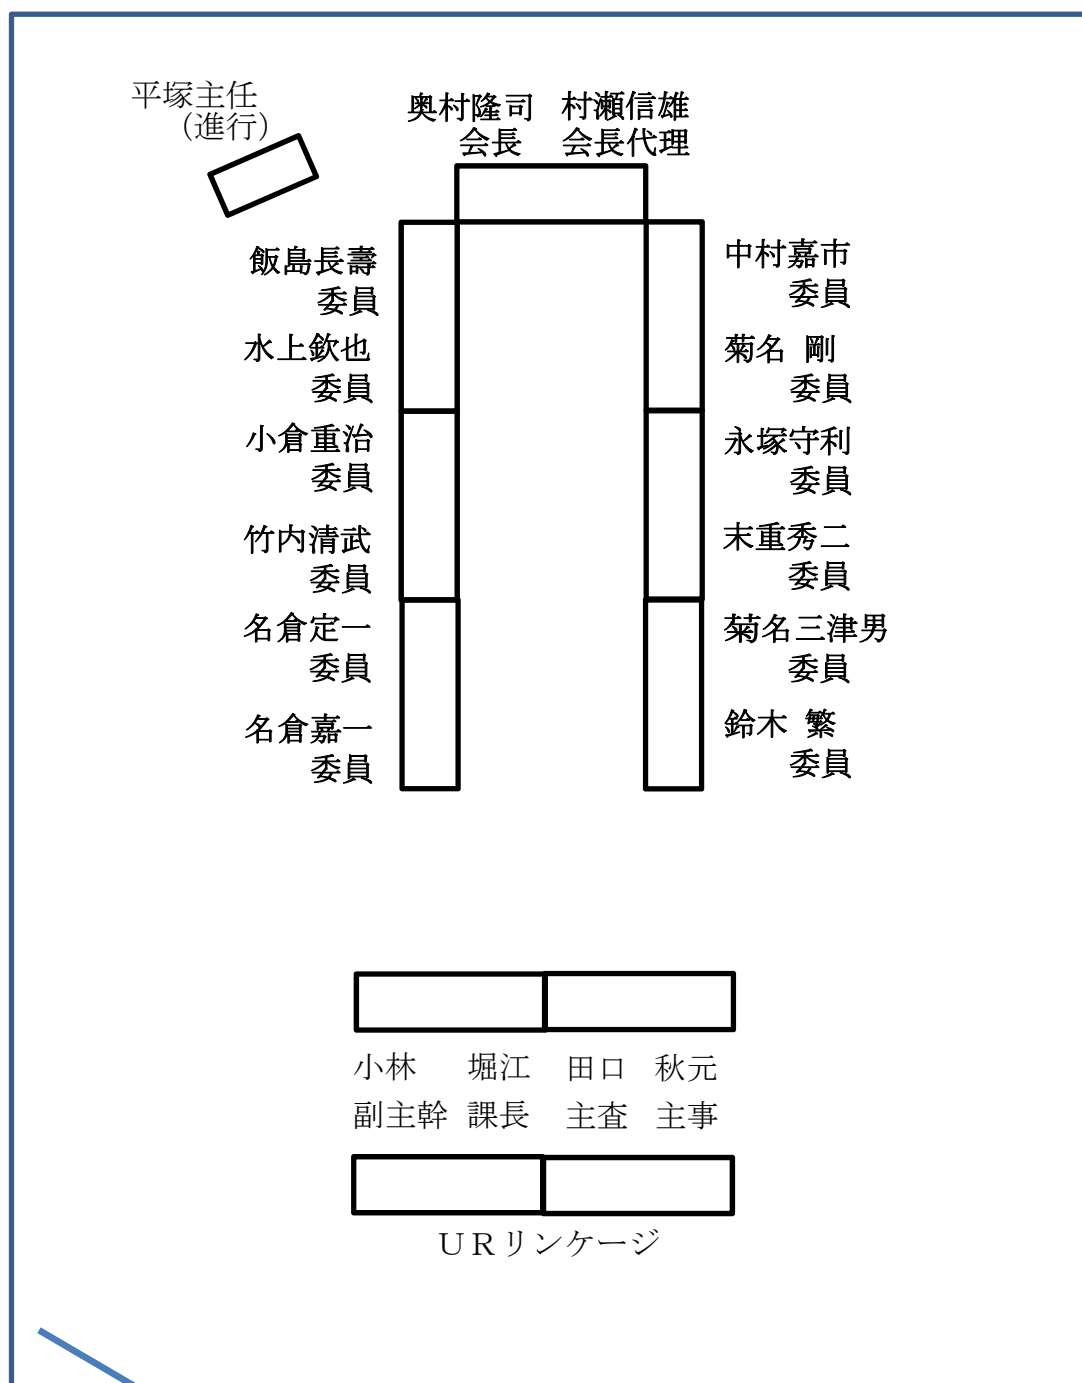 平塚主任
（進行）
奥村隆司 村瀬信雄
会長 会長代理
飯島長壽
委員
水上欽也
委員
小倉重治
委員
竹内清武
委員
名倉定一
委員
名倉嘉一
委員
中村嘉市
委員
菊名 剛
委員
永塚守利
委員
末重秀二
委員
菊名三津男
委員
鈴木 繁
委員
小林 堀江 田口 秋元
副主幹 課長 主査 主事
ＵＲリンケージ